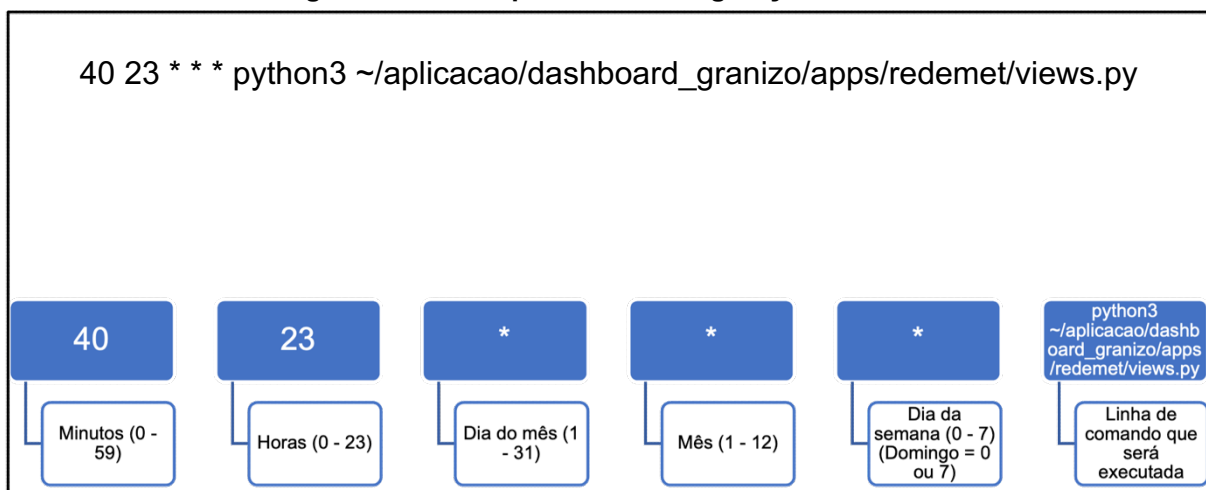 40 23 * * * python3 ~/aplicacao/dashboard_granizo/apps/redemet/views.py
40
23
*
*
*
python3
~/aplicacao/dashb
oard_granizo/apps
/redemet/views.py
Minutos (0 -
59)
Horas (0 - 23)
Dia do mês (1
- 31)
Mês (1 - 12)
Dia da
semana (0 - 7)
(Domingo = 0
ou 7)
Linha de
comando que
será
executada